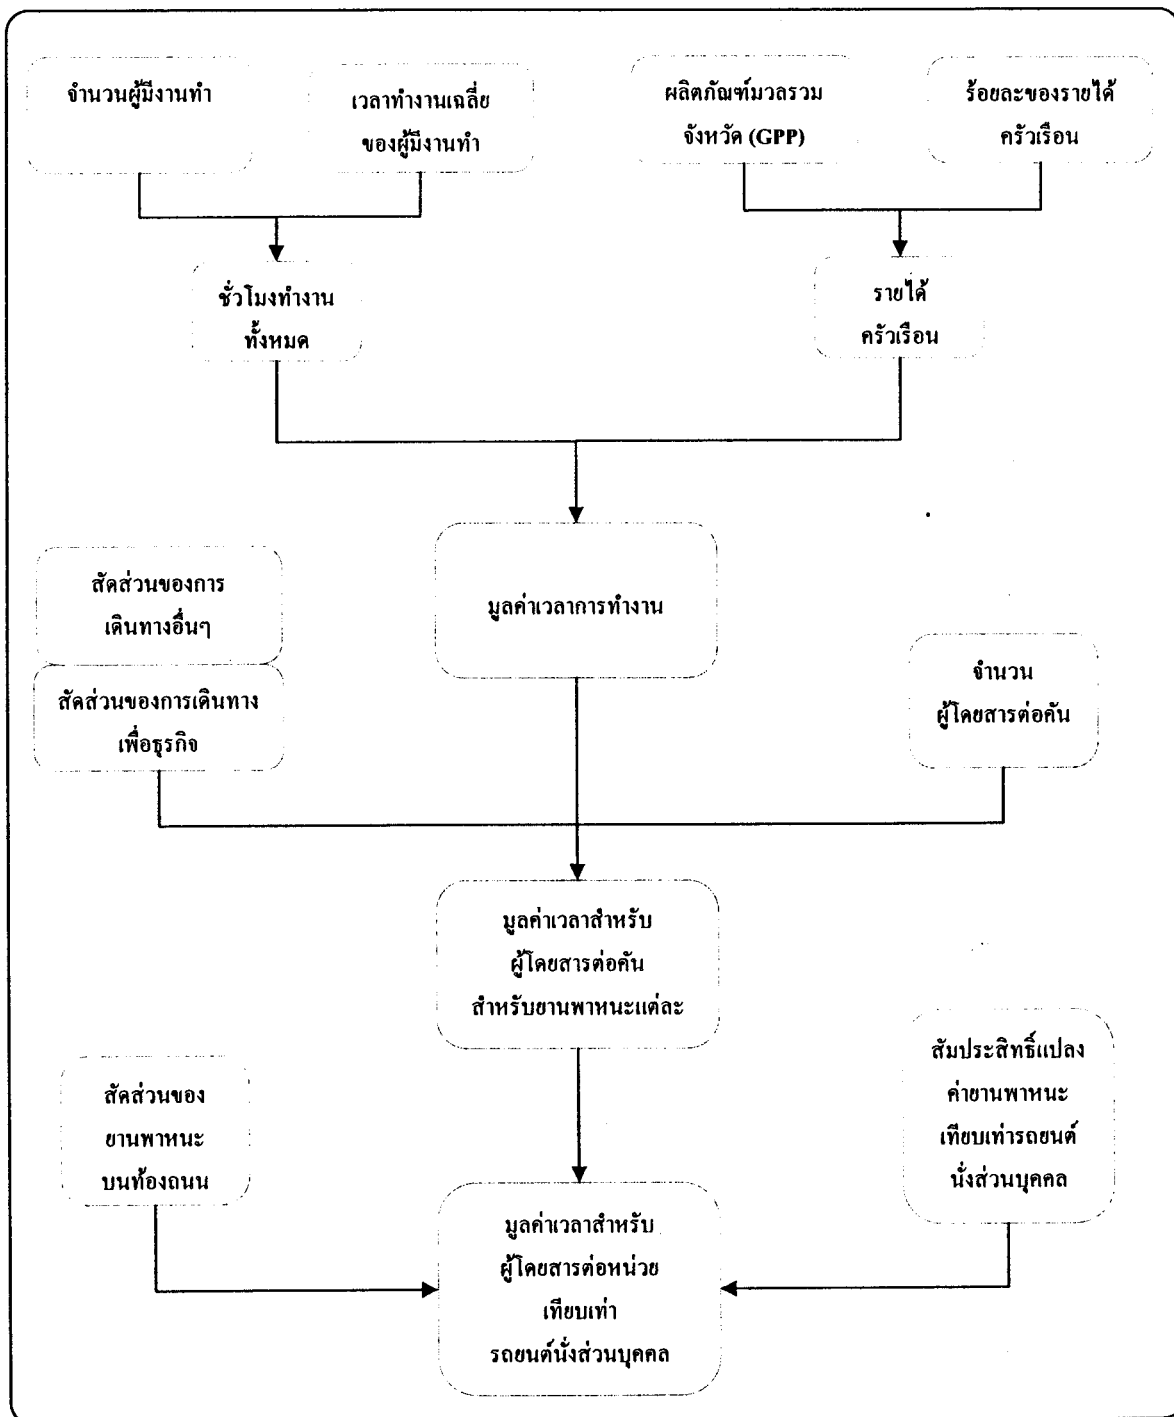 จำนวนผู้มีงานทำ
เวลาทำงานเฉลี่ย
ของผู้มีงานทำ
ผลิตภัณฑ์มวลรวม
จังหวัด (GPP)
ร้อยละของรายได้
ครัวเรือน
ชั่วโมงทำงาน
ทั้งหมด
รายได้
ครัวเรือน
มูลค่าเวลาการทำงาน
สัดส่วนของการ
เดินทางอื่นๆ
สัดส่วนของการเดินทาง
เพื่อธุรกิจ
จำนวน
ผู้โดยสารต่อคัน
มูลค่าเวลาสำหรับ
ผู้โดยสารต่อคัน
สำหรับยานพาหนะแต่ละ
สัดส่วนของ
ยานพาหนะ
บนท้องถนน
สัมประสิทธิ์แปลง
ค่ายานพาหนะ
เทียบเท่ารถยนต์
นั่งส่วนบุคคล
มูลค่าเวลาสำหรับ
ผู้โดยสารต่อหน่วย
เทียบเท่า
รถยนต์นั่งส่วนบุคคล